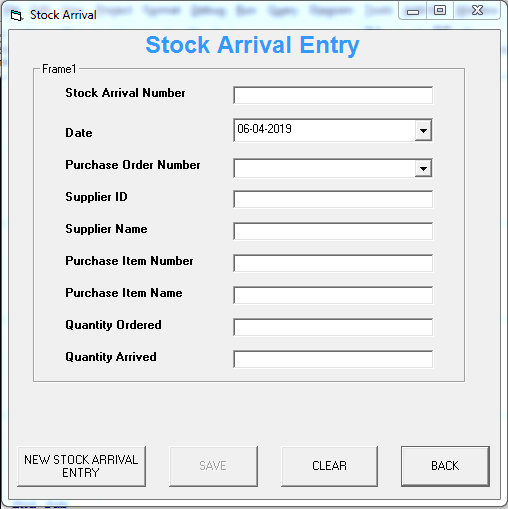 Stock Arrival
Stock Arrival Entry
Frame1
Stock Arrival Number
Date
06-04-2019
Purchase Order Number
Supplier ID
Supplier Name
Purchase Item Number
Purchase Item Name
Quantity Ordered
Quantity Arrived
NEW STOCK ARRIVAL
ENTRY
SAVE
CLEAR
BACK